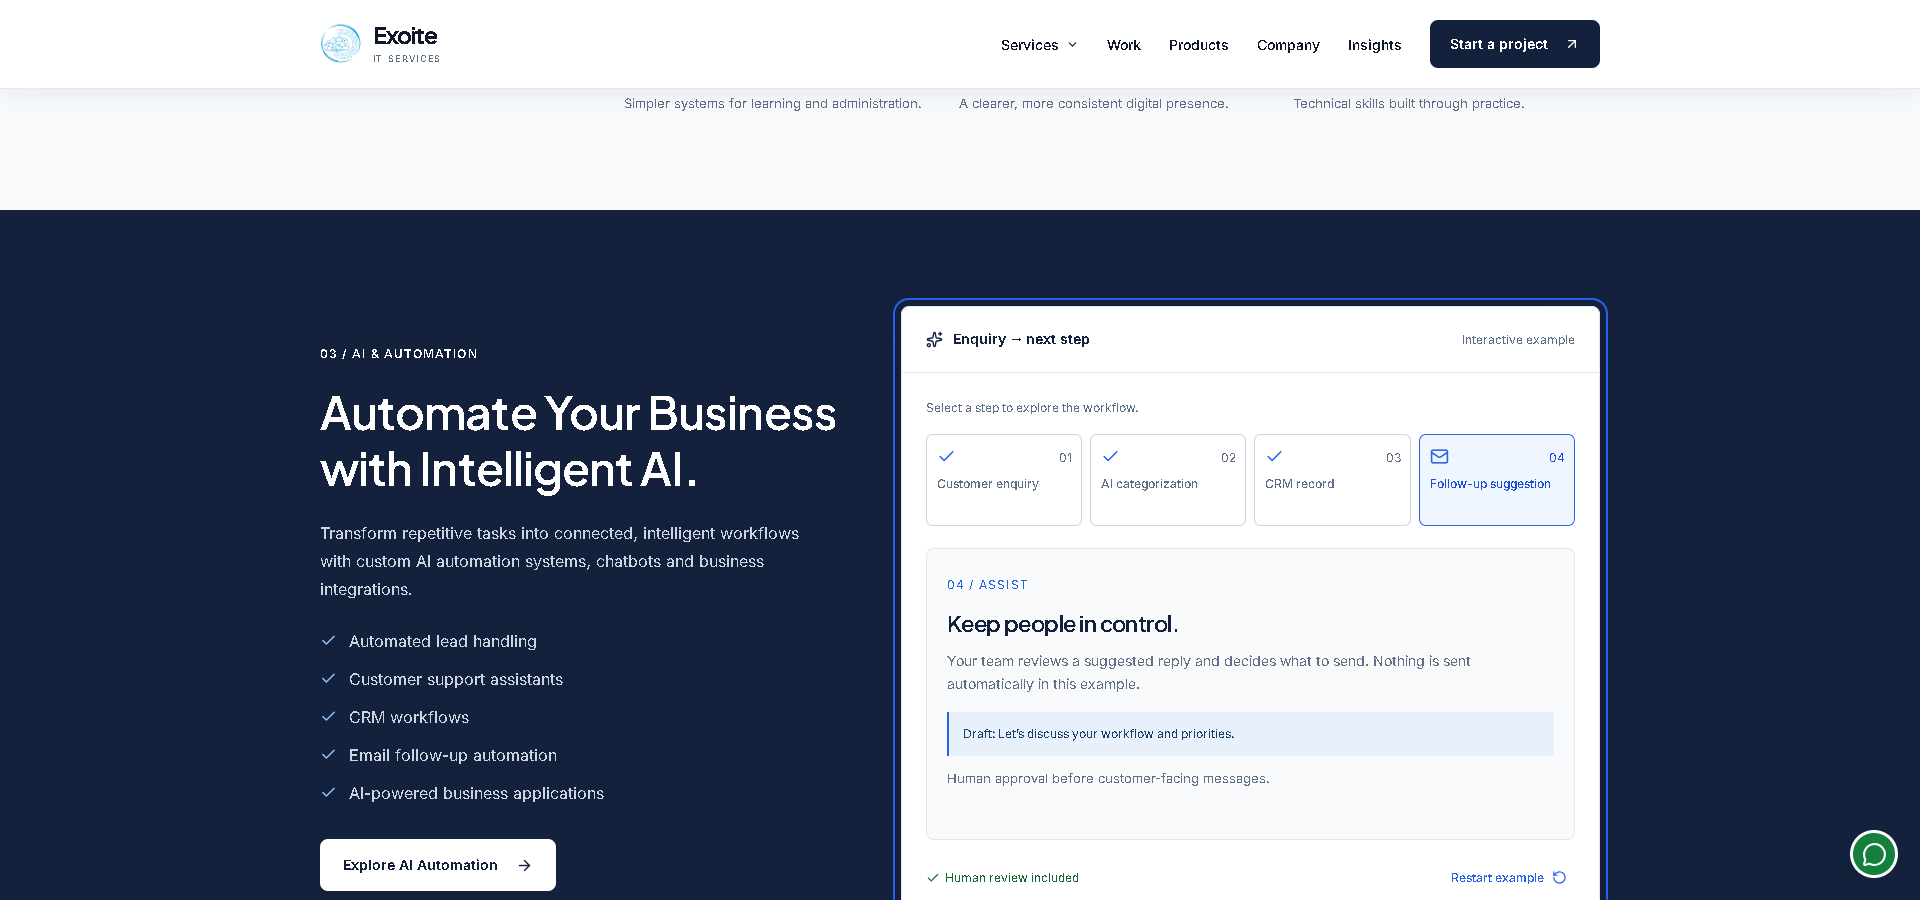 Exoite
IT SERVICES
Services
Work
Products
Company
Insights
Start a project
Simpler systems for learning and administration.
A clearer, more consistent digital presence.
Technical skills built through practice.
03 / AI & AUTOMATION
Automate Your Business
with Intelligent AI.
Transform repetitive tasks into connected, intelligent workflows
with custom AI automation systems, chatbots and business
integrations.
Automated lead handling
Customer support assistants
CRM workflows
Email follow-up automation
AI-powered business applications
Explore AI Automation
Enquiry → next step
Interactive example
Select a step to explore the workflow.
01
Customer enquiry
02
AI categorization
03
CRM record
04
Follow-up suggestion
04 / ASSIST
Keep people in control.
Your team reviews a suggested reply and decides what to send. Nothing is sent
automatically in this example.
Draft: Let's discuss your workflow and priorities.
Human approval before customer-facing messages.
Human review included
Restart example